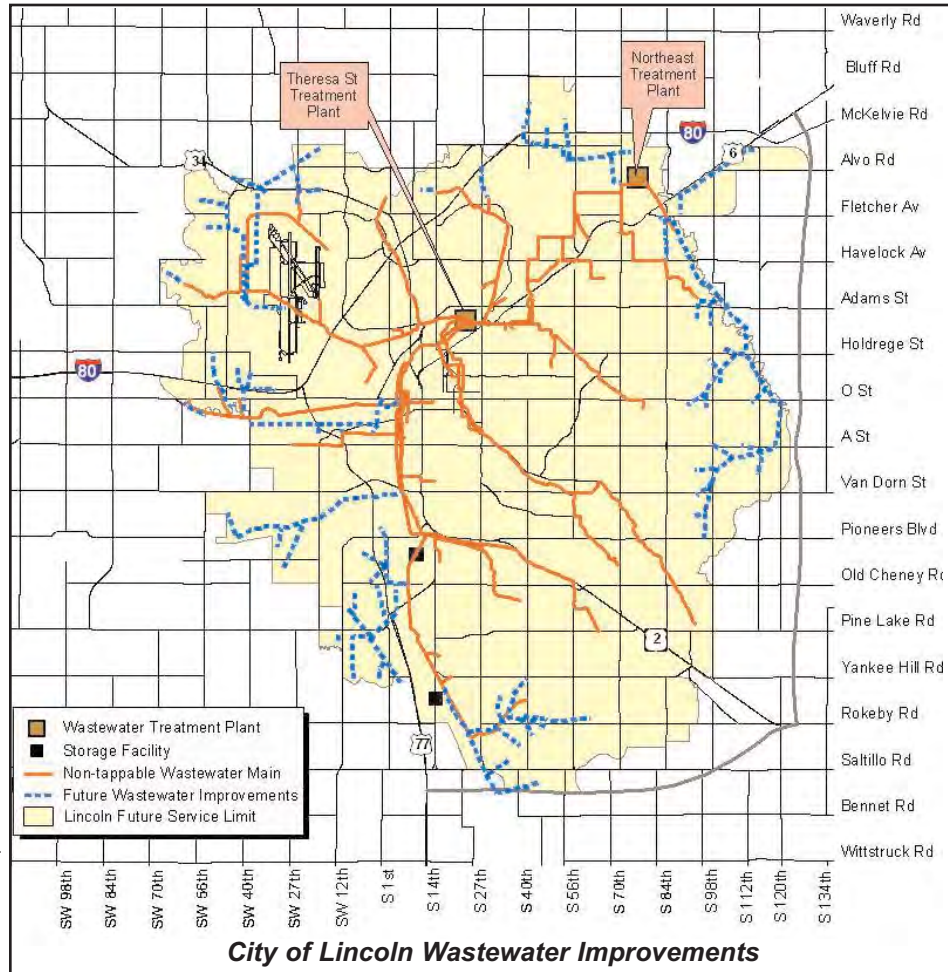 Waverly Rd
Bluff Rd
McKelvie Rd
Alvo Rd
Fletcher Av
Havelock Av
Adams St
Holdrege St
O St
A St
Van Dorn St
Pioneers Blvd
Old Cheney Rd
Pine Lake Rd
Yankee Hill Rd
Rokeby Rd
Saltillo Rd
Bennet Rd
Wittstruck Rd
Theresa St
Treatment
Plant
Northeast
Treatment
Plant
80
6
34
80
2
77
Wastewater Treatment Plant
Storage Facility
Non-tappable Wastewater Main
Future Wastewater Improvements
Lincoln Future Service Limit
SW 98th
SW 84th
SW 70th
SW 56th
SW 40th
SW 27th
SW 12th
S 1st
S 14th
S 27th
S 40th
S 56th
S 70th
S 84th
S 98th
S 112th
S 120th
S 134th
City of Lincoln Wastewater Improvements